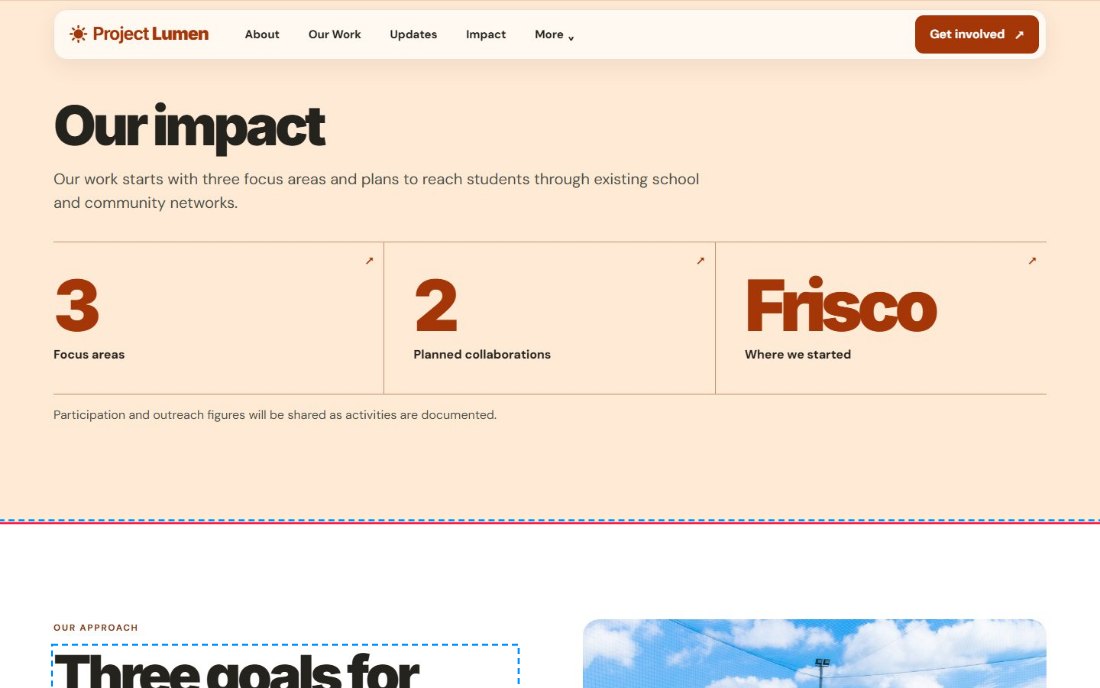 Project Lumen
About
Our Work
Updates
Impact
More
Get involved ↗
Our impact
Our work starts with three focus areas and plans to reach students through existing school
and community networks.
3
Focus areas
2
Planned collaborations
Frisco
Where we started
Participation and outreach figures will be shared as activities are documented.
OUR APPROACH
Three goals for